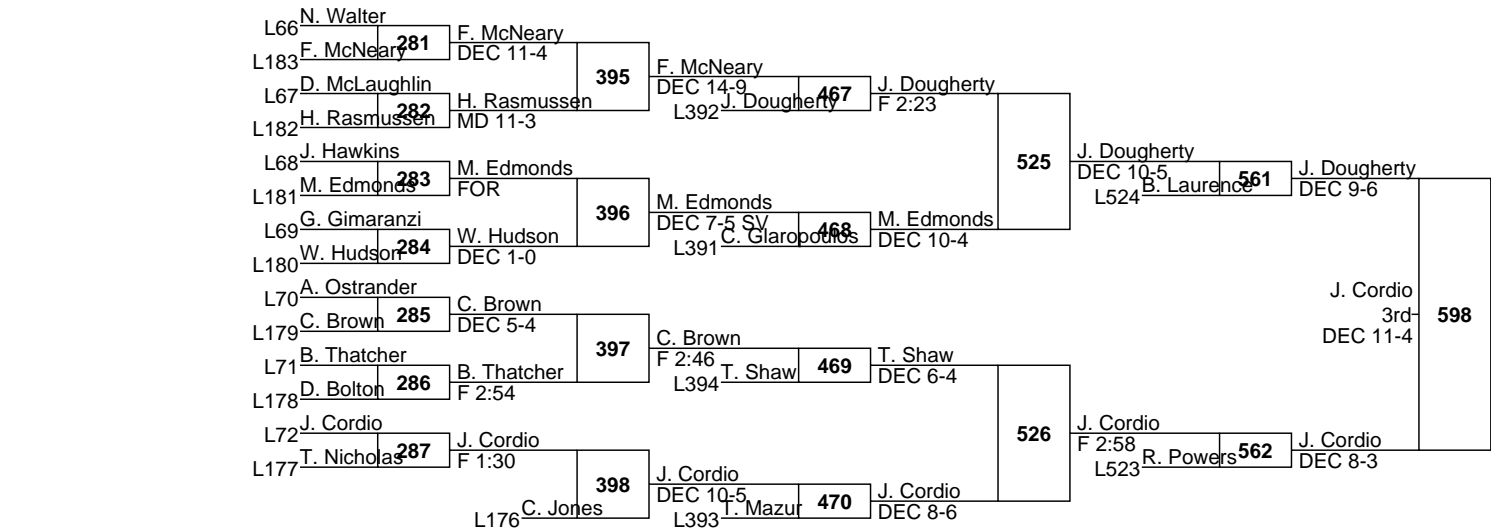 L66 N. Walter
281
L183 F. McNeary
F. McNeary
DEC 11-4
L67 D. McLaughlin
282
L182 H. Rasmussen
H. Rasmussen
MD 11-3
395
F. McNeary
DEC 14-9
L392 J. Dougherty
467
J. Dougherty
F 2:23
L68 J. Hawkins
283
L181 M. Edmonds
M. Edmonds
FOR
L69 G. Gimaranzi
284
L180 W. Hudson
W. Hudson
DEC 1-0
396
M. Edmonds
DEC 7-5 SV
L391 C. Glaropoulos
468
M. Edmonds
DEC 10-4
525
J. Dougherty
DEC 10-5
L524 B. Laurence
561
J. Dougherty
DEC 9-6
L70 A. Ostrander
285
L179 C. Brown
C. Brown
DEC 5-4
L71 B. Thatcher
286
L178 D. Bolton
B. Thatcher
F 2:54
397
C. Brown
F 2:46
L394 T. Shaw
469
T. Shaw
DEC 6-4
L72 J. Cordio
287
L177 T. Nicholas
J. Cordio
F 1:30
L176 C. Jones
398
J. Cordio
DEC 10-5
L393 T. Mazur
470
J. Cordio
DEC 8-6
526
J. Cordio
F 2:58
L523 R. Powers
562
J. Cordio
DEC 8-3
598
J. Cordio
3rd
DEC 11-4